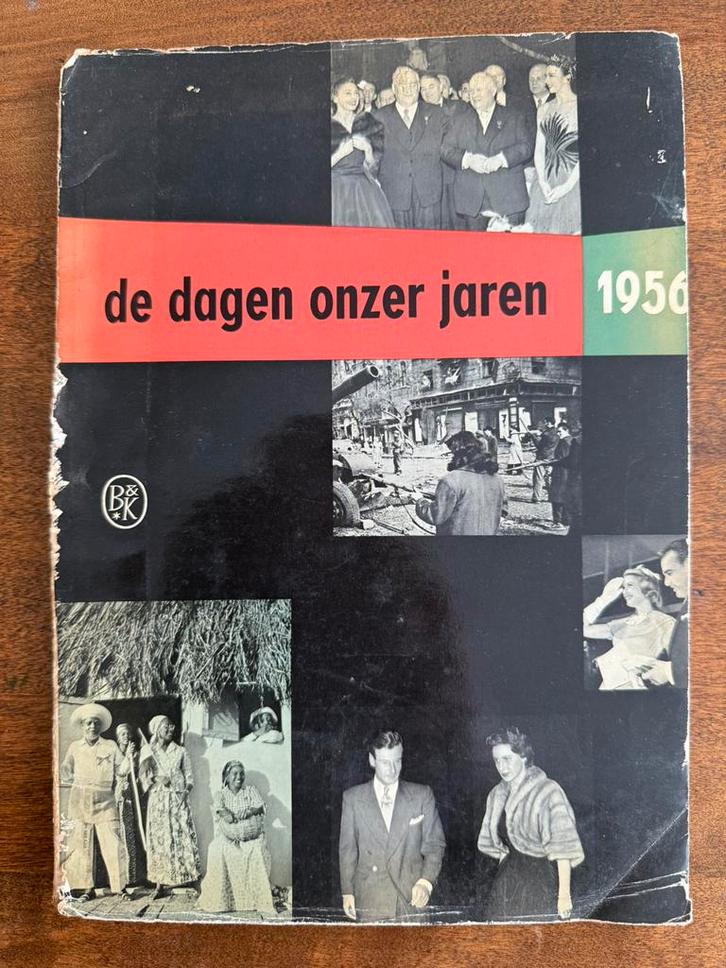 de dagen onzer jaren 1956
B&K
*